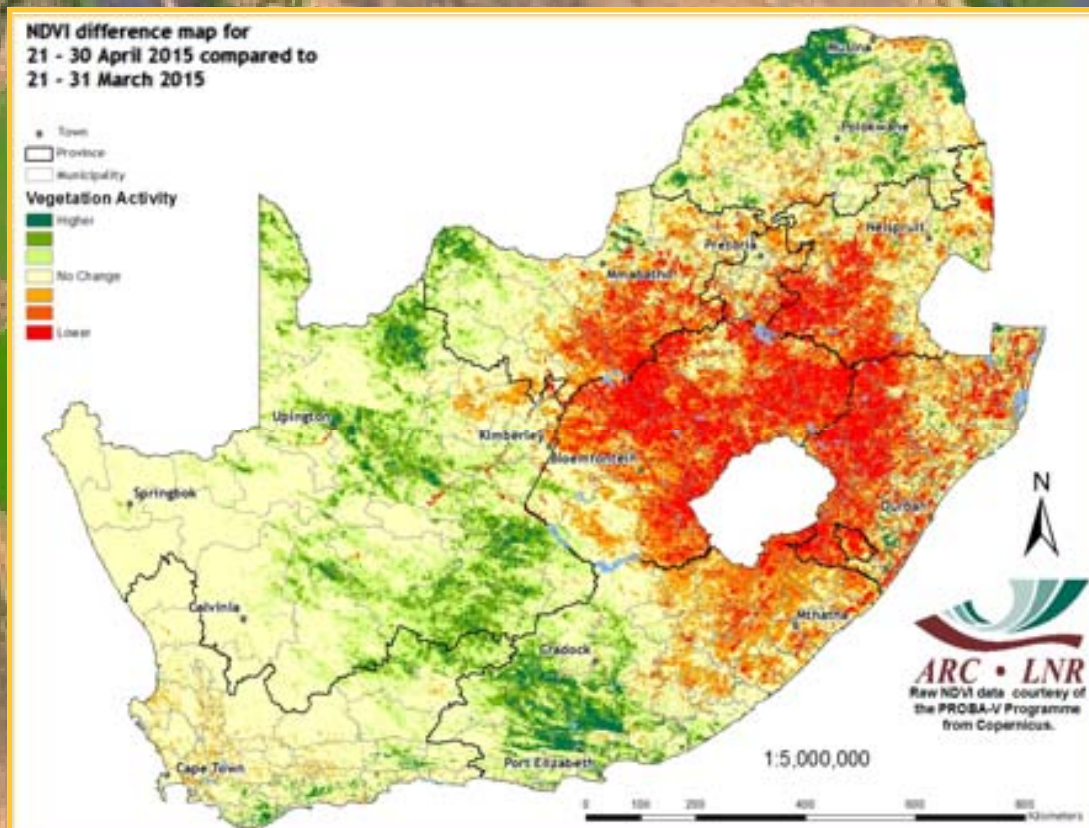 NDVI difference map for
21 - 30 April 2015 compared to
21 - 31 March 2015
Town
Province
Municipality
Vegetation Activity
Higher
No Change
Lower
Musina
Polokwane
Nelspruit
Pretoria
Mmabatho
Upington
Kimberley
Bloemfontein
Springbok
Durban
Calvinia
Mthatha
Cradock
Cape Town
Port Elizabeth
N
ARC • LNR
Raw NDVI data courtesy of
the PROBA-V Programme
from Copernicus.
1:5,000,000
0 100 200 400 600 800
Kilometers